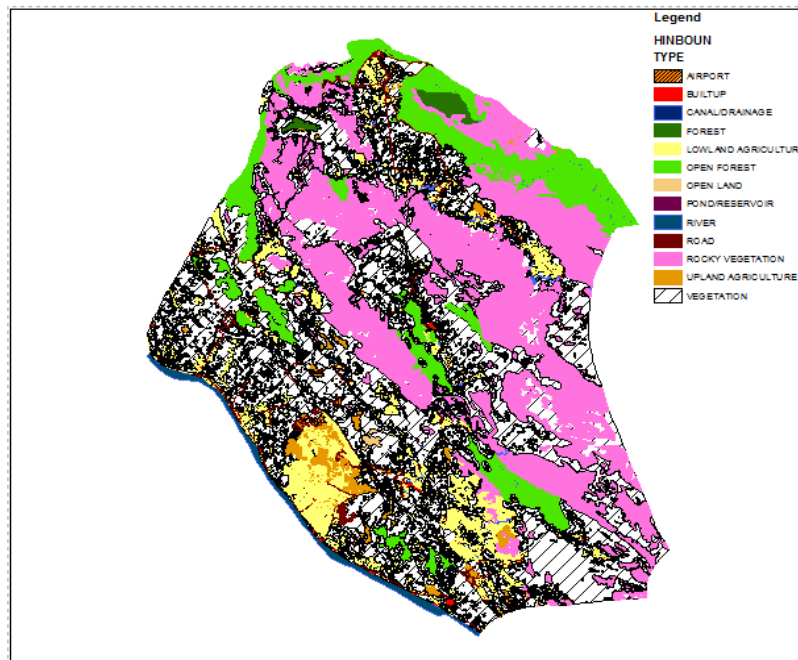 Legend
HINBOUN
TYPE
AIRPORT
BUILTUP
CANAL/DRAINAGE
FOREST
LOWLAND AGRICULTUR
OPEN FOREST
OPEN LAND
POND/RESERVOIR
RIVER
ROAD
ROCKY VEGETATION
UPLAND AGRICULTURE
VEGETATION